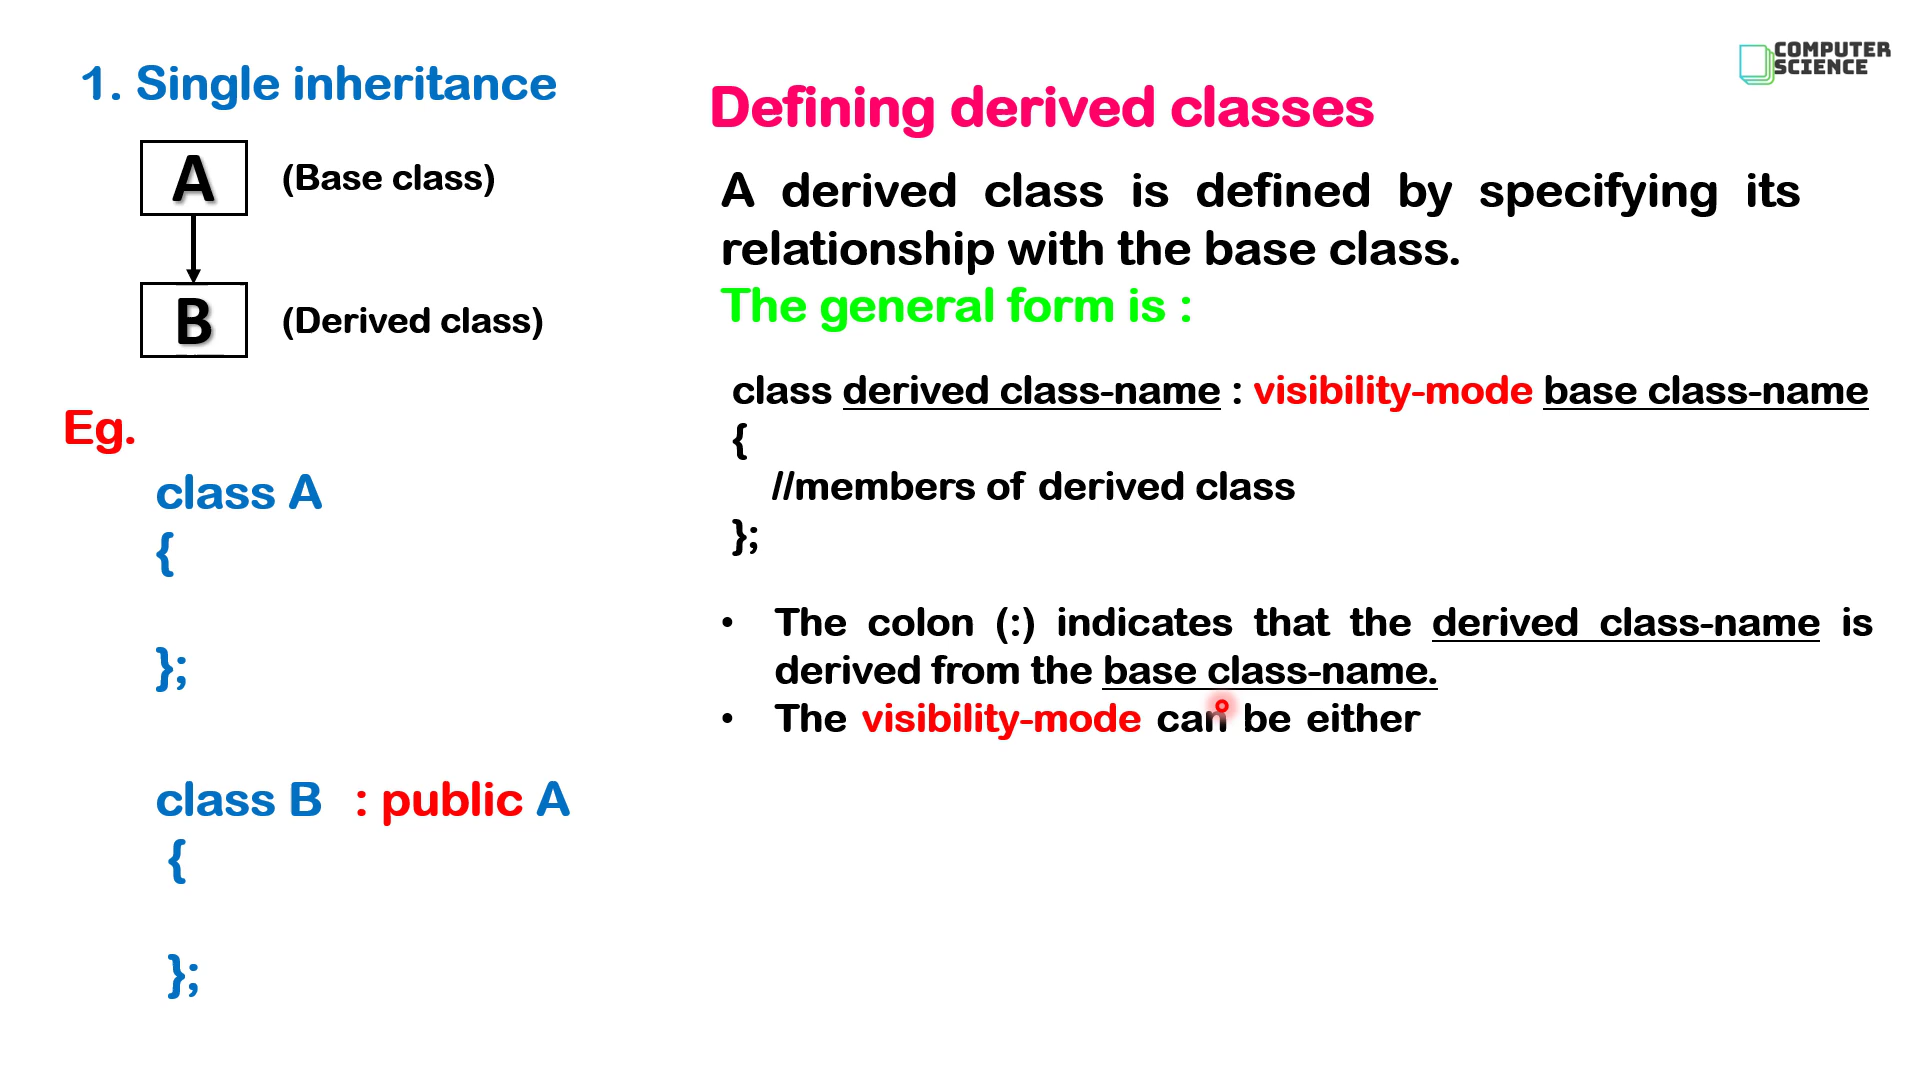 1. Single inheritance
A
(Base class)
B
(Derived class)
Eg.
class A
{
};
class B : public A
{
};
COMPUTER
SCIENCE
Defining derived classes
A derived class is defined by specifying its
relationship with the base class.
The general form is :
class derived class-name : visibility-mode base class-name
{
//members of derived class
};
• The colon (:) indicates that the derived class-name is
derived from the base class-name.
• The visibility-mode can be either